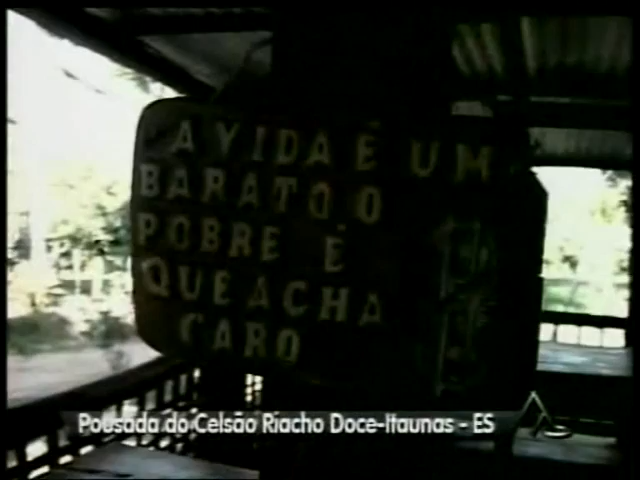 A VIDA É UM
BARATO O
POBRE É
QUE ACHA
CARO
Pousada do Celsão Riacho Doce-Itaunas - ES